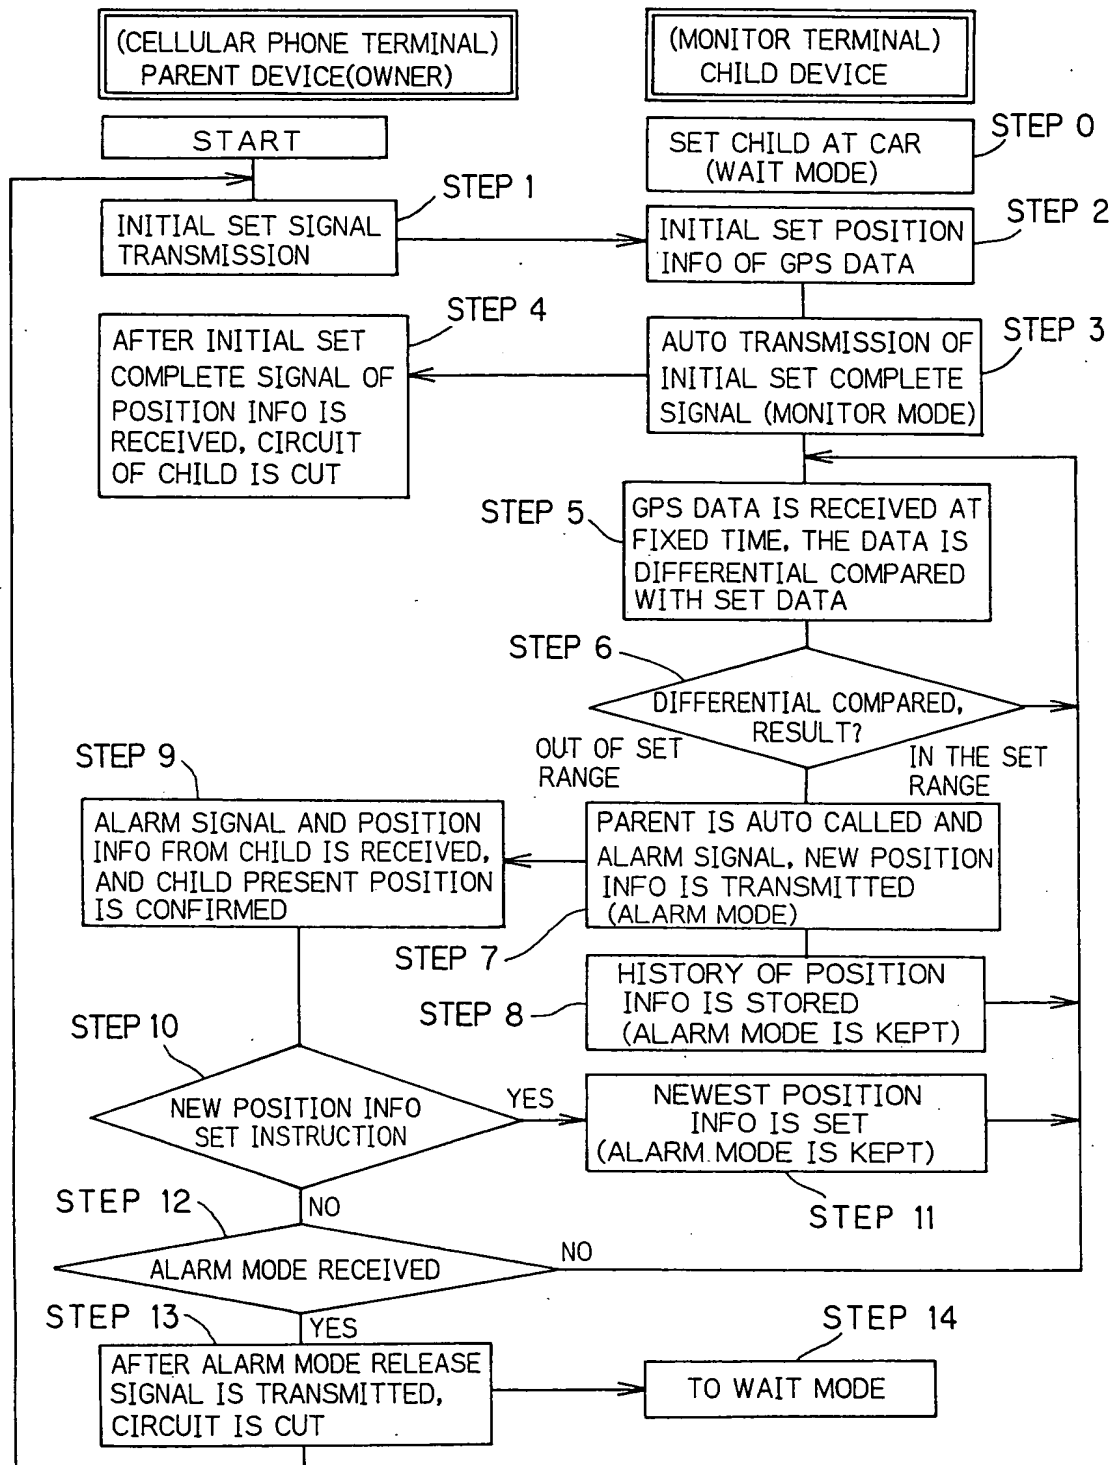 (CELLULAR PHONE TERMINAL)
PARENT DEVICE(OWNER)
(MONITOR TERMINAL)
CHILD DEVICE
START
SET CHILD AT CAR
(WAIT MODE)
STEP 0
STEP 1
INITIAL SET SIGNAL
TRANSMISSION
STEP 2
INITIAL SET POSITION
INFO OF GPS DATA
STEP 4
AFTER INITIAL SET
COMPLETE SIGNAL OF
POSITION INFO IS
RECEIVED, CIRCUIT
OF CHILD IS CUT
STEP 3
AUTO TRANSMISSION OF
INITIAL SET COMPLETE
SIGNAL (MONITOR MODE)
STEP 5
GPS DATA IS RECEIVED AT
FIXED TIME, THE DATA IS
DIFFERENTIAL COMPARED
WITH SET DATA
STEP 6
DIFFERENTIAL COMPARED,
RESULT?
OUT OF SET
RANGE
IN THE SET
RANGE
STEP 9
ALARM SIGNAL AND POSITION
INFO FROM CHILD IS RECEIVED,
AND CHILD PRESENT POSITION
IS CONFIRMED
PARENT IS AUTO CALLED AND
ALARM SIGNAL, NEW POSITION
INFO IS TRANSMITTED
(ALARM MODE)
STEP 7
STEP 8
HISTORY OF POSITION
INFO IS STORED
(ALARM MODE IS KEPT)
STEP 10
NEW POSITION INFO
SET INSTRUCTION
YES
NEWEST POSITION
INFO IS SET
(ALARM MODE IS KEPT)
STEP 11
NO
STEP 12
ALARM MODE RECEIVED
NO
YES
STEP 13
AFTER ALARM MODE RELEASE
SIGNAL IS TRANSMITTED,
CIRCUIT IS CUT
STEP 14
TO WAIT MODE